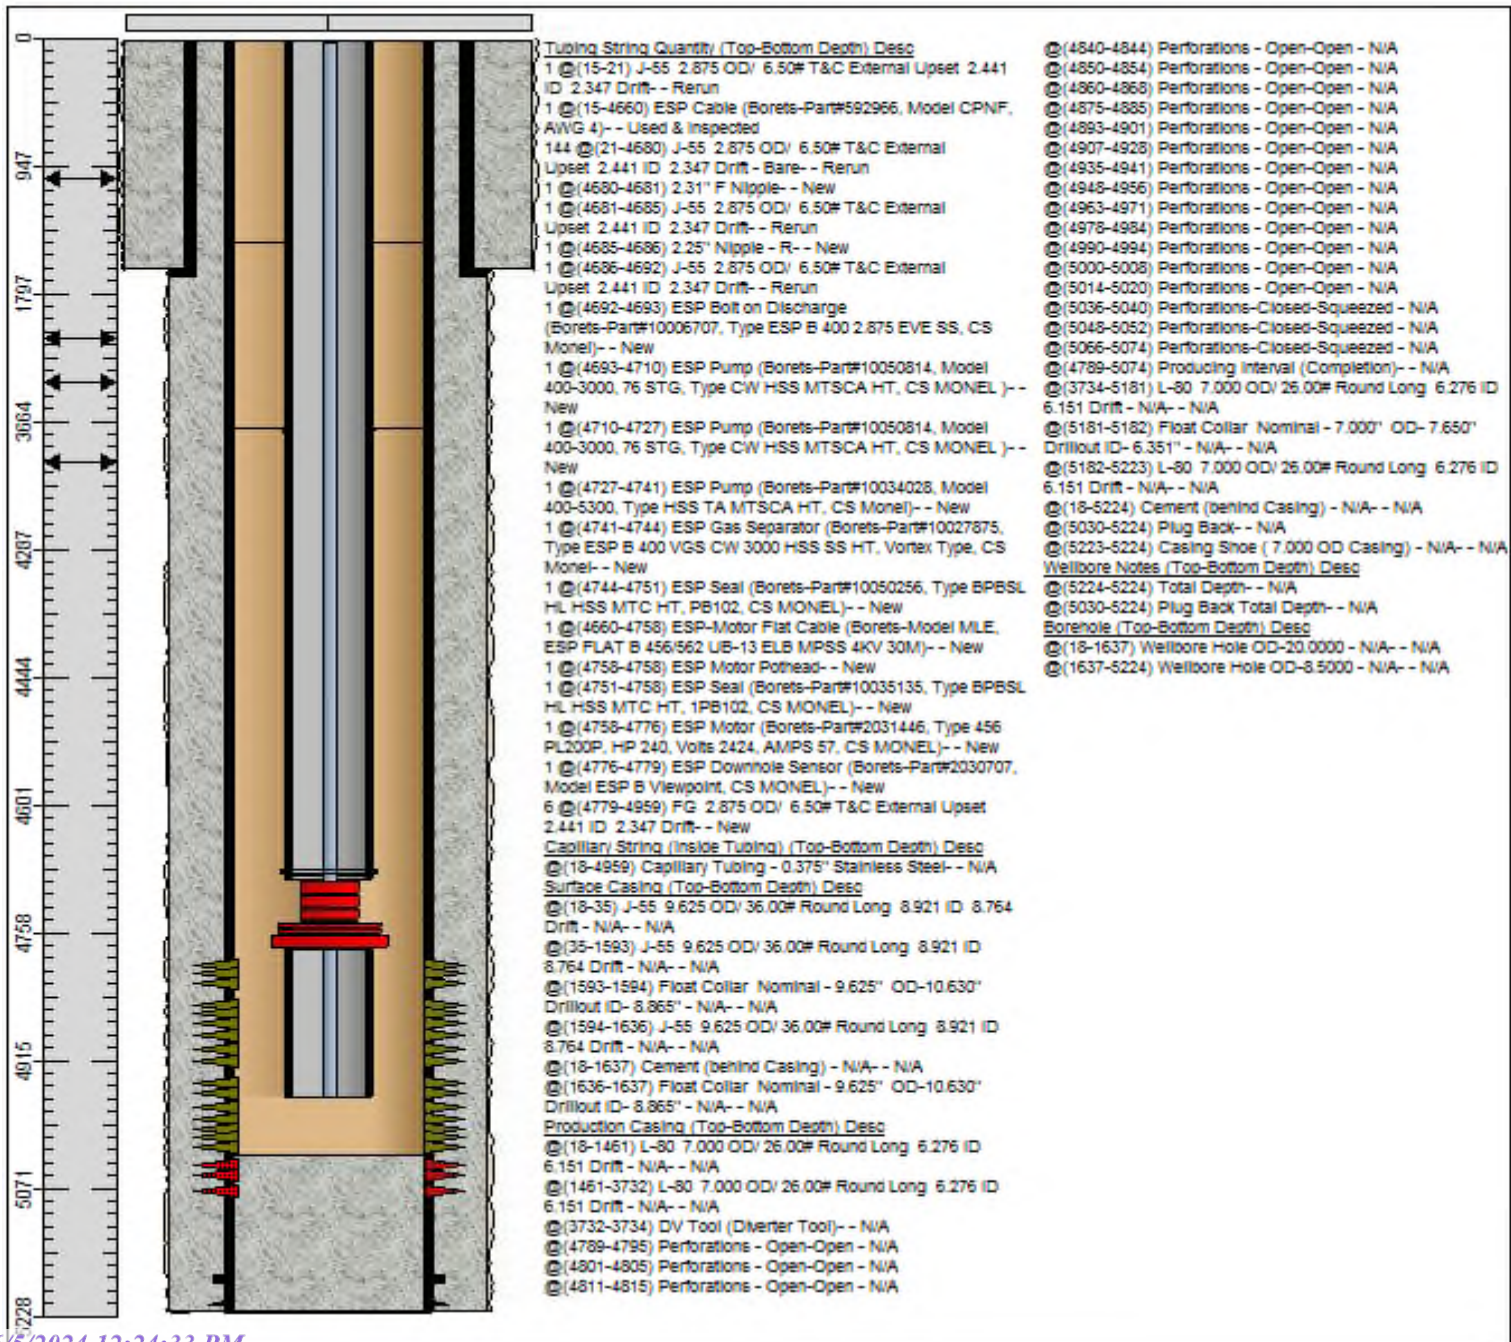 0
947
1797
3664
4287
4444
4601
4758
4915
5071
5228
Tubing String Quantity (Top-Bottom Depth) Desc
1 @(15-21) J-55 2.875 OD/ 6.50# T&C External Upset 2.441
ID 2.347 Drift- - Rerun
1 @(15-4660) ESP Cable (Borets-Part#592966, Model CPNF,
AWG 4)- - Used & Inspected
144 @(21-4680) J-55 2.875 OD/ 6.50# T&C External
Upset 2.441 ID 2.347 Drift - Bare- - Rerun
1 @(4680-4681) 2.31" F Nipple- - New
1 @(4681-4685) J-55 2.875 OD/ 6.50# T&C External
Upset 2.441 ID 2.347 Drift- - Rerun
1 @(4685-4686) 2.25" Nipple - R- - New
1 @(4686-4692) J-55 2.875 OD/ 6.50# T&C External
Upset 2.441 ID 2.347 Drift- - Rerun
1 @(4692-4693) ESP Bolt on Discharge
(Borets-Part#10006707, Type ESP B 400 2.875 EVE SS, CS
Monel)- - New
1 @(4693-4710) ESP Pump (Borets-Part#10050814, Model
400-3000, 76 STG, Type CW HSS MTSCA HT, CS MONEL )- -
New
1 @(4710-4727) ESP Pump (Borets-Part#10050814, Model
400-3000, 76 STG, Type CW HSS MTSCA HT, CS MONEL )- -
New
1 @(4727-4741) ESP Pump (Borets-Part#10034028, Model
400-5300, Type HSS TA MTSCA HT, CS Monel)- - New
1 @(4741-4744) ESP Gas Separator (Borets-Part#10027875,
Type ESP B 400 VGS CW 3000 HSS SS HT, Vortex Type, CS
Monel- - New
1 @(4744-4751) ESP Seal (Borets-Part#10050256, Type BPBSL
HL HSS MTC HT, PB102, CS MONEL)- - New
1 @(4660-4758) ESP-Motor Flat Cable (Borets-Model MLE,
ESP FLAT B 456/562 UB-13 ELB MPSS 4KV 30M)- - New
1 @(4758-4758) ESP Motor Pothead- - New
1 @(4751-4758) ESP Seal (Borets-Part#10035135, Type BPBSL
HL HSS MTC HT, 1PB102, CS MONEL)- - New
1 @(4758-4776) ESP Motor (Borets-Part#2031446, Type 456
PL200P, HP 240, Volts 2424, AMPS 57, CS MONEL)- - New
1 @(4776-4779) ESP Downhole Sensor (Borets-Part#2030707,
Model ESP B Viewpoint, CS MONEL)- - New
6 @(4779-4959) FG 2.875 OD/ 6.50# T&C External Upset
2.441 ID 2.347 Drift- - New
Capillary String (Inside Tubing) (Top-Bottom Depth) Desc
@(18-4959) Capillary Tubing - 0.375" Stainless Steel- - N/A
Surface Casing (Top-Bottom Depth) Desc
@(18-35) J-55 9.625 OD/ 36.00# Round Long 8.921 ID 8.764
Drift - N/A- - N/A
@(35-1593) J-55 9.625 OD/ 36.00# Round Long 8.921 ID
8.764 Drift - N/A- - N/A
@(1593-1594) Float Collar Nominal - 9.625" OD-10.630"
Drillout ID- 8.865" - N/A- - N/A
@(1594-1636) J-55 9.625 OD/ 36.00# Round Long 8.921 ID
8.764 Drift - N/A- - N/A
@(18-1637) Cement (behind Casing) - N/A- - N/A
@(1636-1637) Float Collar Nominal - 9.625" OD-10.630"
Drillout ID- 8.865" - N/A- - N/A
Production Casing (Top-Bottom Depth) Desc
@(18-1461) L-80 7.000 OD/ 26.00# Round Long 6.276 ID
6.151 Drift - N/A- - N/A
@(1461-3732) L-80 7.000 OD/ 26.00# Round Long 6.276 ID
6.151 Drift - N/A- - N/A
@(3732-3734) DV Tool (Diverter Tool)- - N/A
@(4789-4795) Perforations - Open-Open - N/A
@(4801-4805) Perforations - Open-Open - N/A
@(4811-4815) Perforations - Open-Open - N/A
@(4840-4844) Perforations - Open-Open - N/A
@(4850-4854) Perforations - Open-Open - N/A
@(4860-4868) Perforations - Open-Open - N/A
@(4875-4885) Perforations - Open-Open - N/A
@(4893-4901) Perforations - Open-Open - N/A
@(4907-4928) Perforations - Open-Open - N/A
@(4935-4941) Perforations - Open-Open - N/A
@(4948-4956) Perforations - Open-Open - N/A
@(4963-4971) Perforations - Open-Open - N/A
@(4978-4984) Perforations - Open-Open - N/A
@(4990-4994) Perforations - Open-Open - N/A
@(5000-5008) Perforations - Open-Open - N/A
@(5014-5020) Perforations - Open-Open - N/A
@(5036-5040) Perforations-Closed-Squeezed - N/A
@(5048-5052) Perforations-Closed-Squeezed - N/A
@(5066-5074) Perforations-Closed-Squeezed - N/A
@(4789-5074) Producing Interval (Completion)- - N/A
@(3734-5181) L-80 7.000 OD/ 26.00# Round Long 6.276 ID
6.151 Drift - N/A- - N/A
@(5181-5182) Float Collar Nominal - 7.000" OD- 7.650"
Drillout ID- 6.351" - N/A- - N/A
@(5182-5223) L-80 7.000 OD/ 26.00# Round Long 6.276 ID
6.151 Drift - N/A- - N/A
@(18-5224) Cement (behind Casing) - N/A- - N/A
@(5030-5224) Plug Back- - N/A
@(5223-5224) Casing Shoe ( 7.000 OD Casing) - N/A- - N/A
Wellbore Notes (Top-Bottom Depth) Desc
@(5224-5224) Total Depth- - N/A
@(5030-5224) Plug Back Total Depth- - N/A
Borehole (Top-Bottom Depth) Desc
@(18-1637) Wellbore Hole OD-20.0000 - N/A- - N/A
@(1637-5224) Wellbore Hole OD-8.5000 - N/A- - N/A
/5/2024 12:24:33 PM